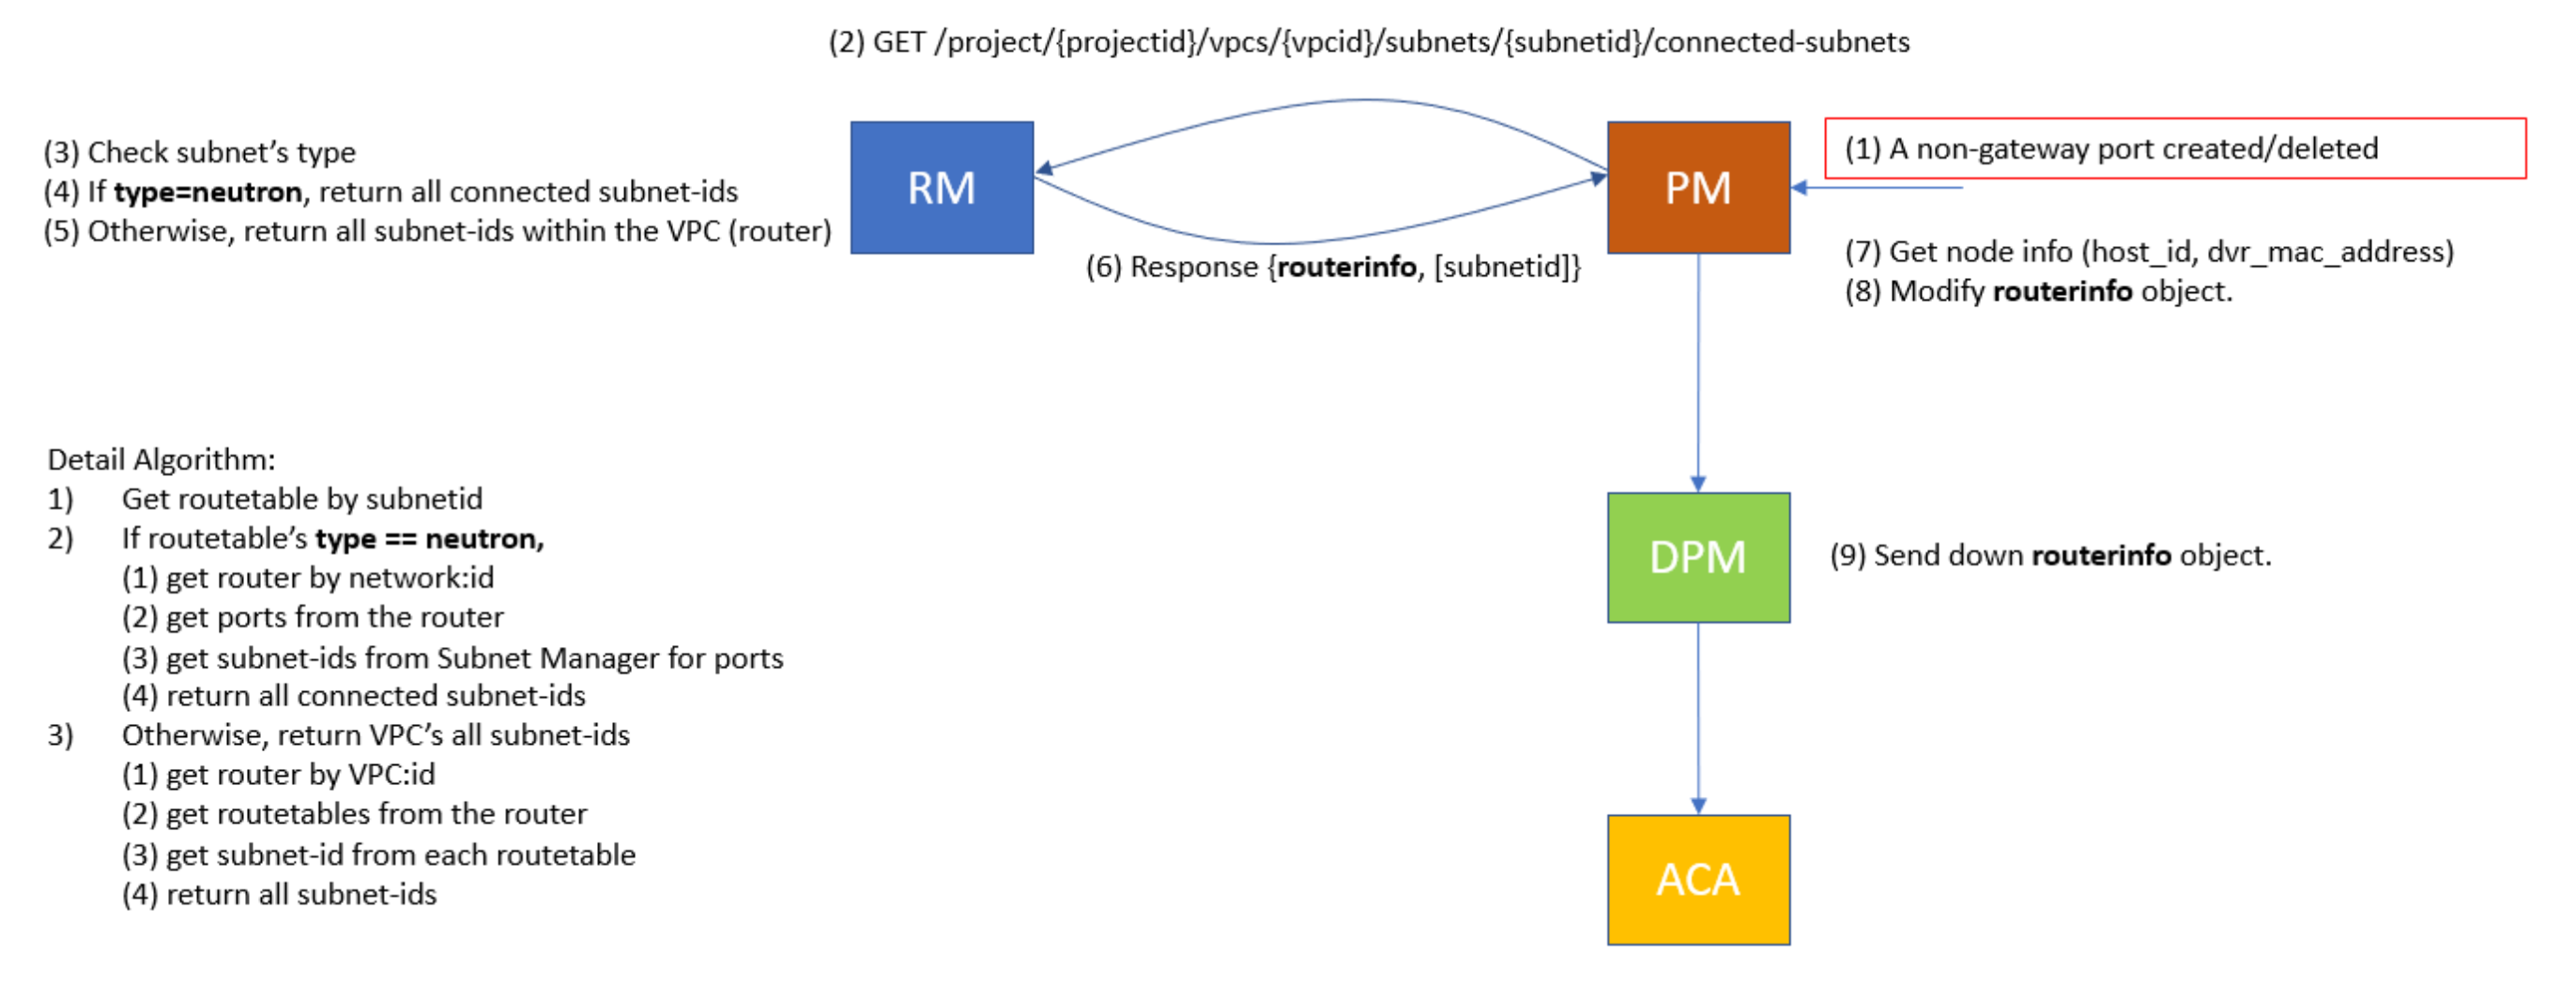 (2) GET /project/{projectid}/vpcs/{vpcid}/subnets/{subnetid}/connected-subnets
(3) Check subnet’s type
(4) If type=neutron, return all connected subnet-ids
(5) Otherwise, return all subnet-ids within the VPC (router)
RM
PM
(1) A non-gateway port created/deleted
(6) Response {routerinfo, [subnetid]}
(7) Get node info (host_id, dvr_mac_address)
(8) Modify routerinfo object.
Detail Algorithm:
1) Get routetable by subnetid
2) If routetable’s type == neutron,
(1) get router by network:id
(2) get ports from the router
(3) get subnet-ids from Subnet Manager for ports
(4) return all connected subnet-ids
3) Otherwise, return VPC’s all subnet-ids
(1) get router by VPC:id
(2) get routetables from the router
(3) get subnet-id from each routetable
(4) return all subnet-ids
DPM
(9) Send down routerinfo object.
ACA